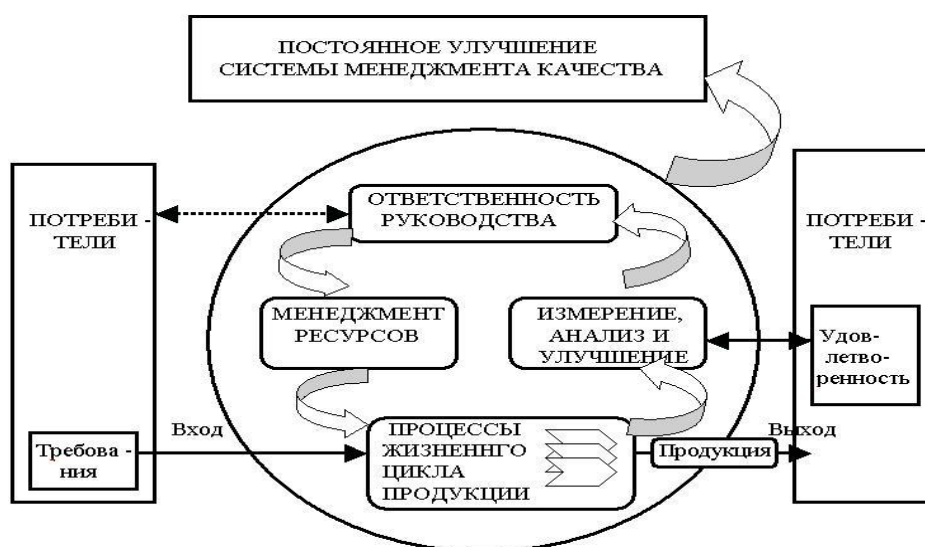 ПОСТОЯННОЕ УЛУЧШЕНИЕ
СИСТЕМЫ МЕНЕДЖМЕНТА КАЧЕСТВА
ПОТРЕБИ -
ТЕЛИ
ОТВЕТСТВЕННОСТЬ
РУКОВОДСТВА
ПОТРЕБИ -
ТЕЛИ
МЕНЕДЖМЕНТ
РЕСУРСОВ
ИЗМЕРЕНИЕ,
АНАЛИЗ И
УЛУЧШЕНИЕ
Удов-
летво-
ренность
Требова -
ния
Вход
ПРОЦЕССЫ
ЖИЗНЕННГО
ЦИКЛА
ПРОДУКЦИИ
Продукция
Выход